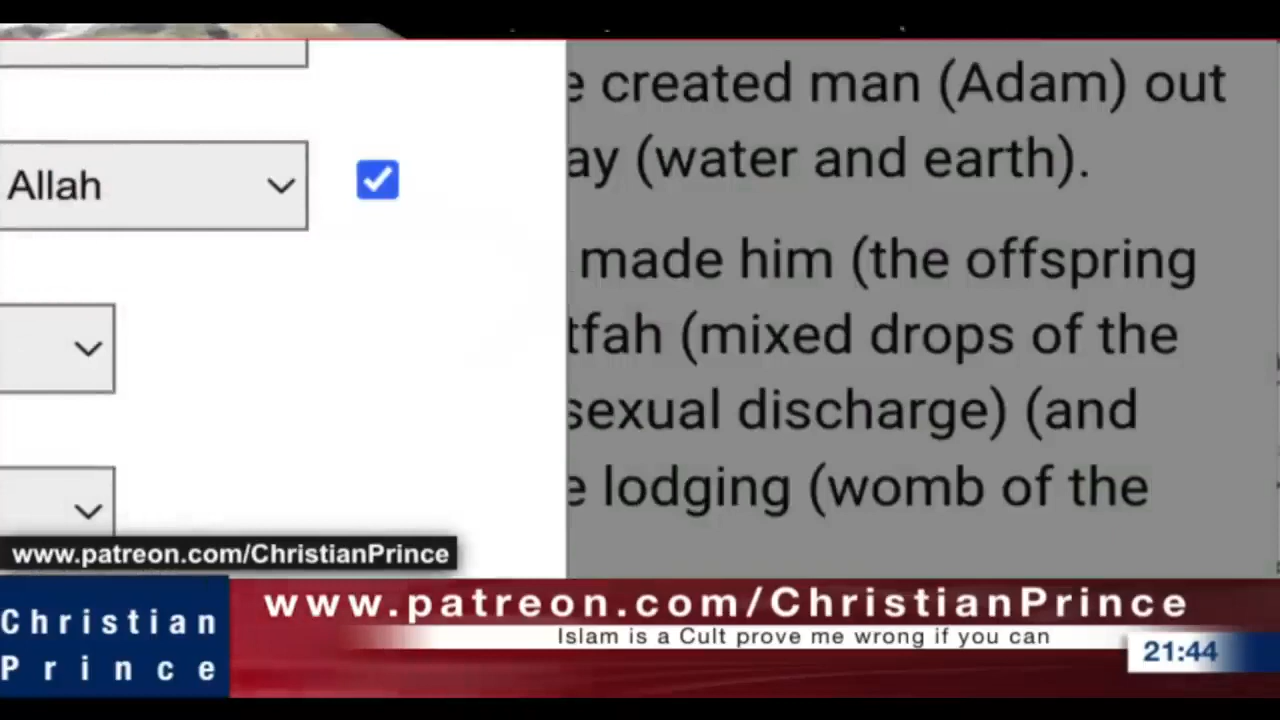 Allah
e created man (Adam) out
ay (water and earth).
made him (the offspring
tfah (mixed drops of the
sexual discharge) (and
e lodging (womb of the
www.patreon.com/ChristianPrince
Christian
Prince
www.patreon.com/ChristianPrince
Islam is a Cult prove me wrong if you can
21:44